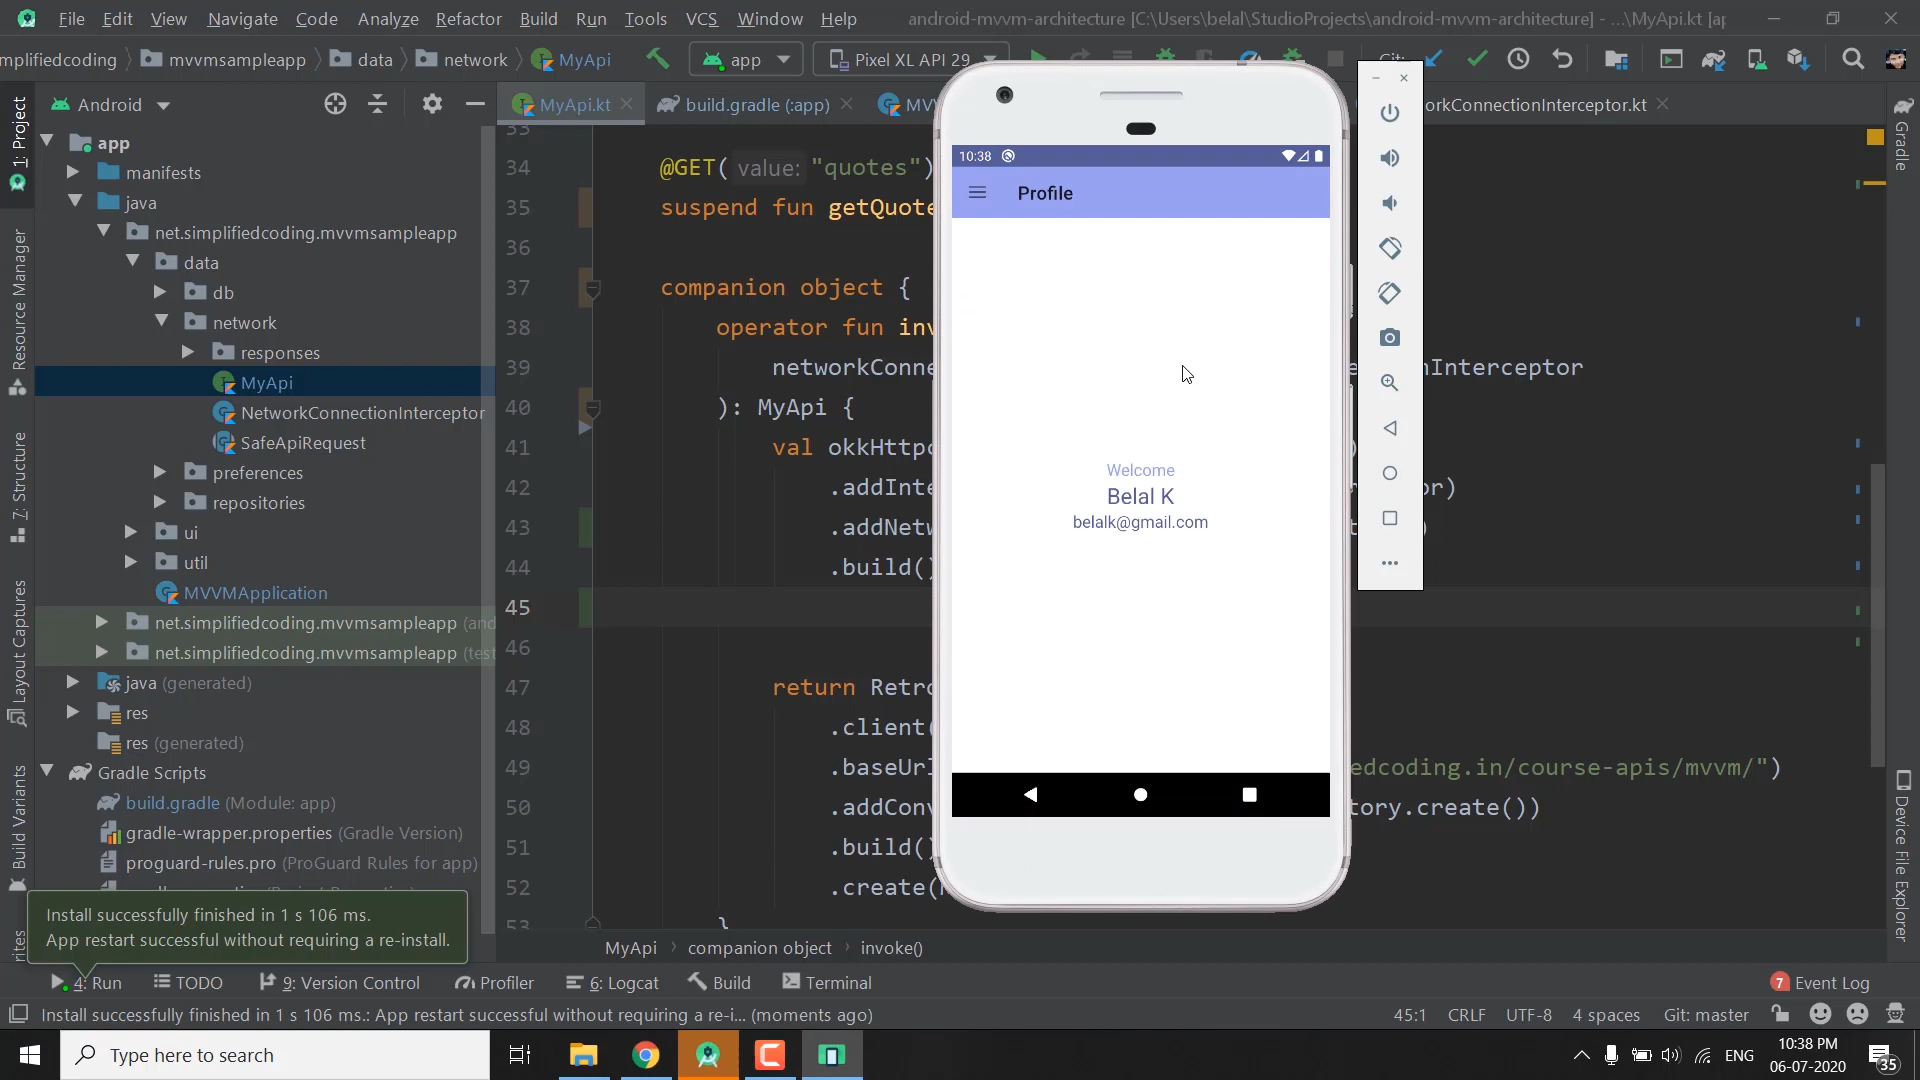 File Edit View Navigate Code Analyze Refactor Build Run Tools VCS Window Help android-mvvm-architecture [C:\Users\belal\StudioProjects\android-mvvm-architecture] - ...\MyApi.kt [ap
mplifiedcoding mvvmsampleapp data network MyApi app Pixel XL API 29 Git:
Android MyApi.kt build.gradle (:app) MV orkConnectionInterceptor.kt
1: Project
Resource Manager
Z: Structure
Layout Captures
Build Variants
rites
app
manifests
java
net.simplifiedcoding.mvvmsampleapp
data
db
network
responses
MyApi
NetworkConnectionInterceptor
SafeApiRequest
preferences
repositories
ui
util
MVVMApplication
net.simplifiedcoding.mvvmsampleapp (and
net.simplifiedcoding.mvvmsampleapp (test
java (generated)
res
res (generated)
Gradle Scripts
build.gradle (Module: app)
gradle-wrapper.properties (Gradle Version)
proguard-rules.pro (ProGuard Rules for app)
Install successfully finished in 1 s 106 ms.
App restart successful without requiring a re-install.
33
34 @GET( value: "quotes")
35 suspend fun getQuote
36
37 companion object {
38 operator fun inv
39 networkConne nInterceptor
40 ): MyApi {
41 val okkHttpc )
42 .addInte or)
43 .addNetw
44 .build()
45
46
47 return Retro
48 .client(
49 .baseUrl edcoding.in/course-apis/mvvm/")
50 .addConv tory.create())
51 .build()
52 .create(
53 }
10:38
Profile
Welcome
Belal K
belalk@gmail.com
Gradle
Device File Explorer
MyApi companion object invoke()
4: Run TODO 9: Version Control Profiler 6: Logcat Build Terminal 7 Event Log
Install successfully finished in 1 s 106 ms.: App restart successful without requiring a re-i... (moments ago) 45:1 CRLF UTF-8 4 spaces Git: master
Type here to search ENG 10:38 PM
06-07-2020
35